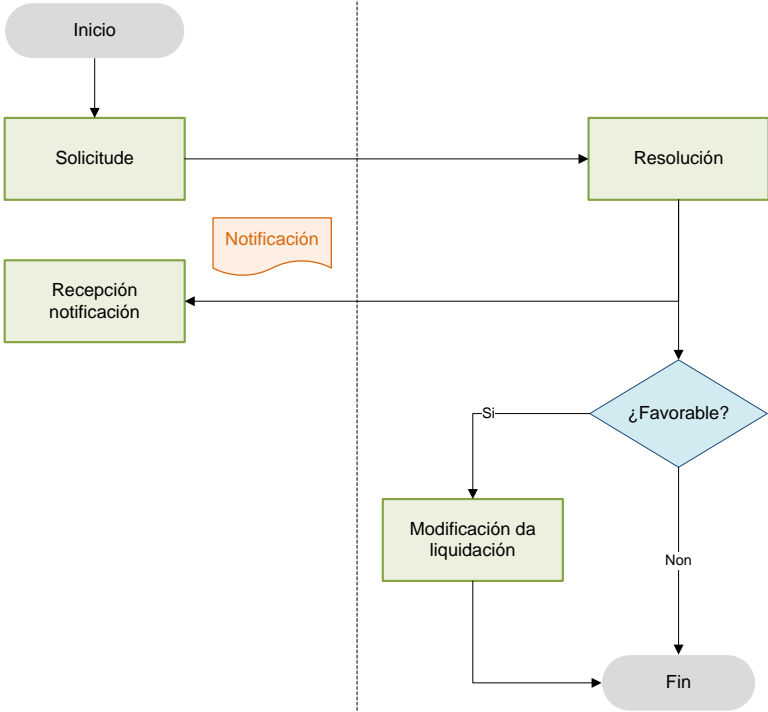 Inicio
Solicitude
Resolución
Notificación
Recepción
notificación
¿Favorable?
Si
Modificación da
liquidación
Non
Fin